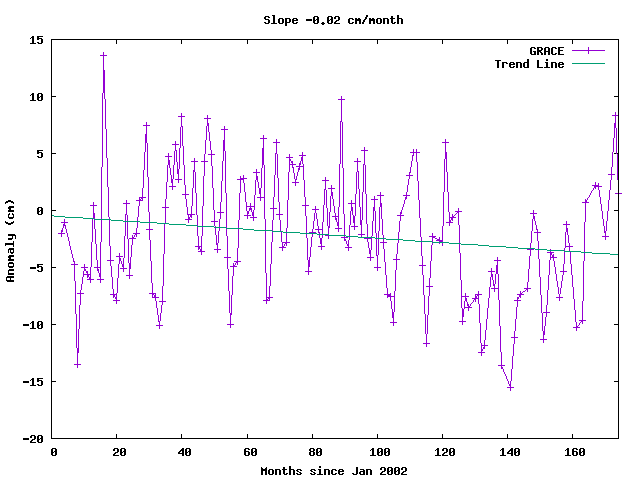 Slope -0.02 cm/month
GRACE
Trend Line
15
10
5
0
-5
-10
-15
-20
Anomaly (cm)
0 20 40 60 80 100 120 140 160
Months since Jan 2002